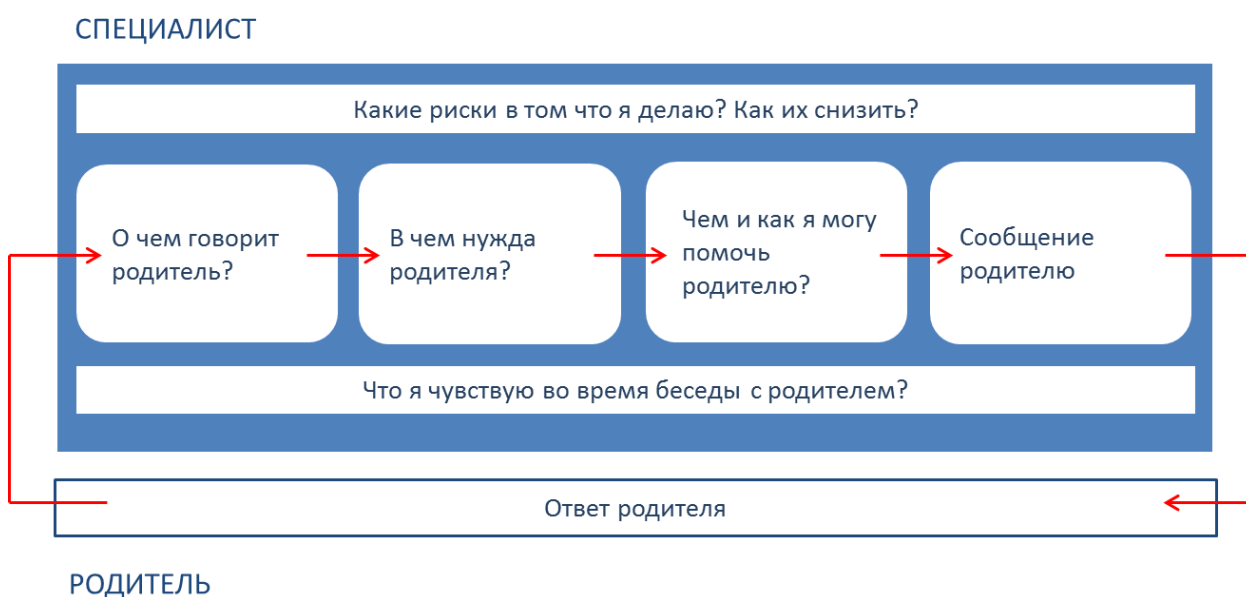 СПЕЦИАЛИСТ
Какие риски в том что я делаю? Как их снизить?
О чем говорит
родитель?
В чем нужда
родителя?
Чем и как я могу
помочь
родителю?
Сообщение
родителю
Что я чувствую во время беседы с родителем?
Ответ родителя
РОДИТЕЛЬ